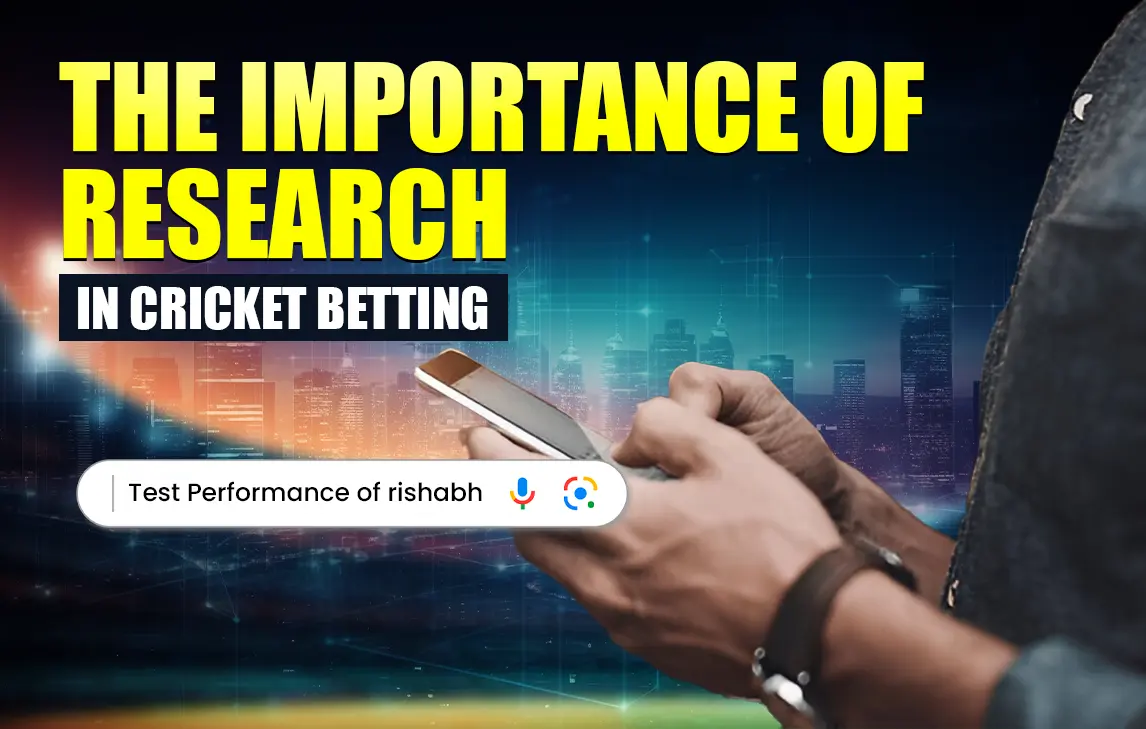 THE IMPORTANCE OF
RESEARCH
IN CRICKET BETTING
Test Performance of rishabh